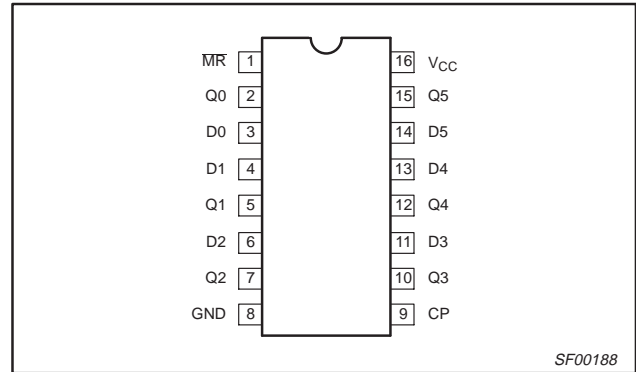 M̅R̅ 1 16 VCC
Q0 2 15 Q5
D0 3 14 D5
D1 4 13 D4
Q1 5 12 Q4
D2 6 11 D3
Q2 7 10 Q3
GND 8 9 CP
SF00188